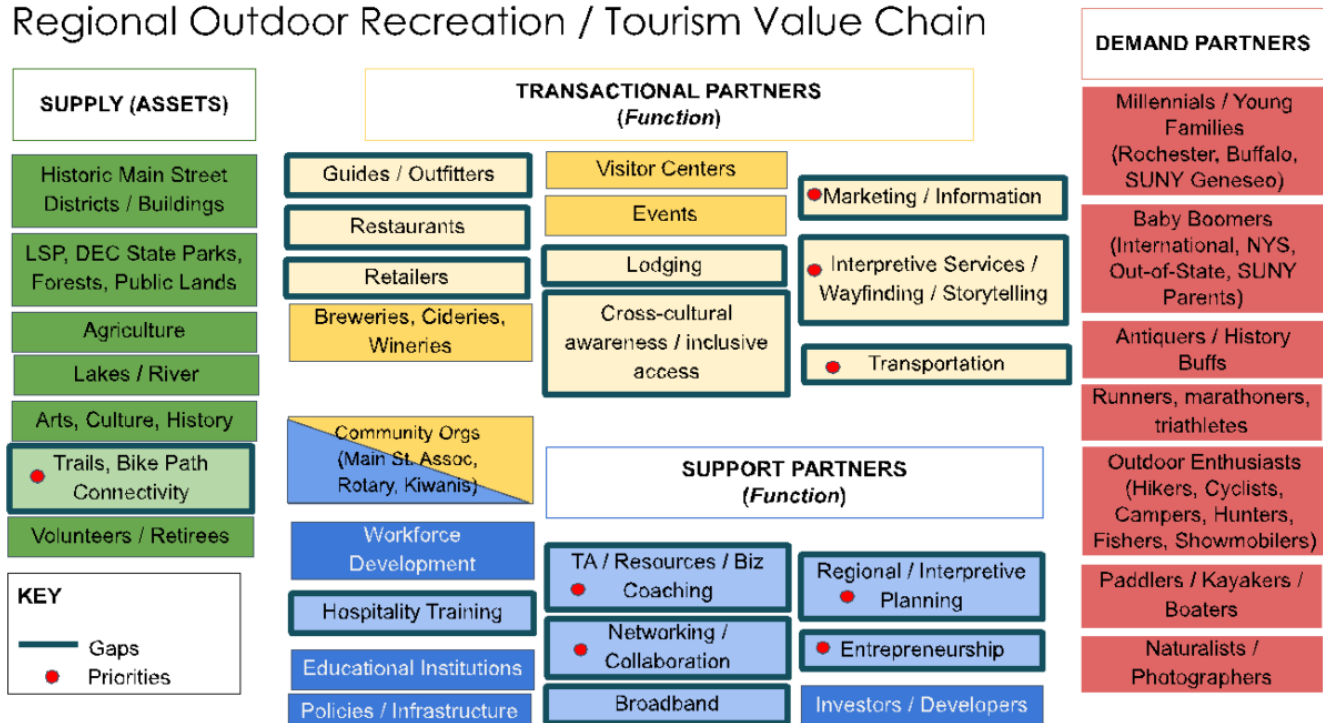 Regional Outdoor Recreation / Tourism Value Chain
SUPPLY (ASSETS)
Historic Main Street
Districts / Buildings
LSP, DEC State Parks,
Forests, Public Lands
Agriculture
Lakes / River
Arts, Culture, History
Trails, Bike Path
Connectivity
Volunteers / Retirees
KEY
Gaps
Priorities
TRANSACTIONAL PARTNERS
(Function)
Guides / Outfitters
Restaurants
Retailers
Breweries, Cideries,
Wineries
Visitor Centers
Events
Lodging
Cross-cultural
awareness / inclusive
access
Marketing / Information
Interpretive Services /
Wayfinding / Storytelling
Transportation
Community Orgs
(Main St. Assoc,
Rotary, Kiwanis)
SUPPORT PARTNERS
(Function)
Workforce
Development
Hospitality Training
Educational Institutions
Policies / Infrastructure
TA / Resources / Biz
Coaching
Networking /
Collaboration
Broadband
Regional / Interpretive
Planning
Entrepreneurship
Investors / Developers
DEMAND PARTNERS
Millennials / Young
Families
(Rochester, Buffalo,
SUNY Geneseo)
Baby Boomers
(International, NYS,
Out-of-State, SUNY
Parents)
Antiquers / History
Buffs
Runners, marathoners,
triathletes
Outdoor Enthusiasts
(Hikers, Cyclists,
Campers, Hunters,
Fishers, Showmobilers)
Paddlers / Kayakers /
Boaters
Naturalists /
Photographers